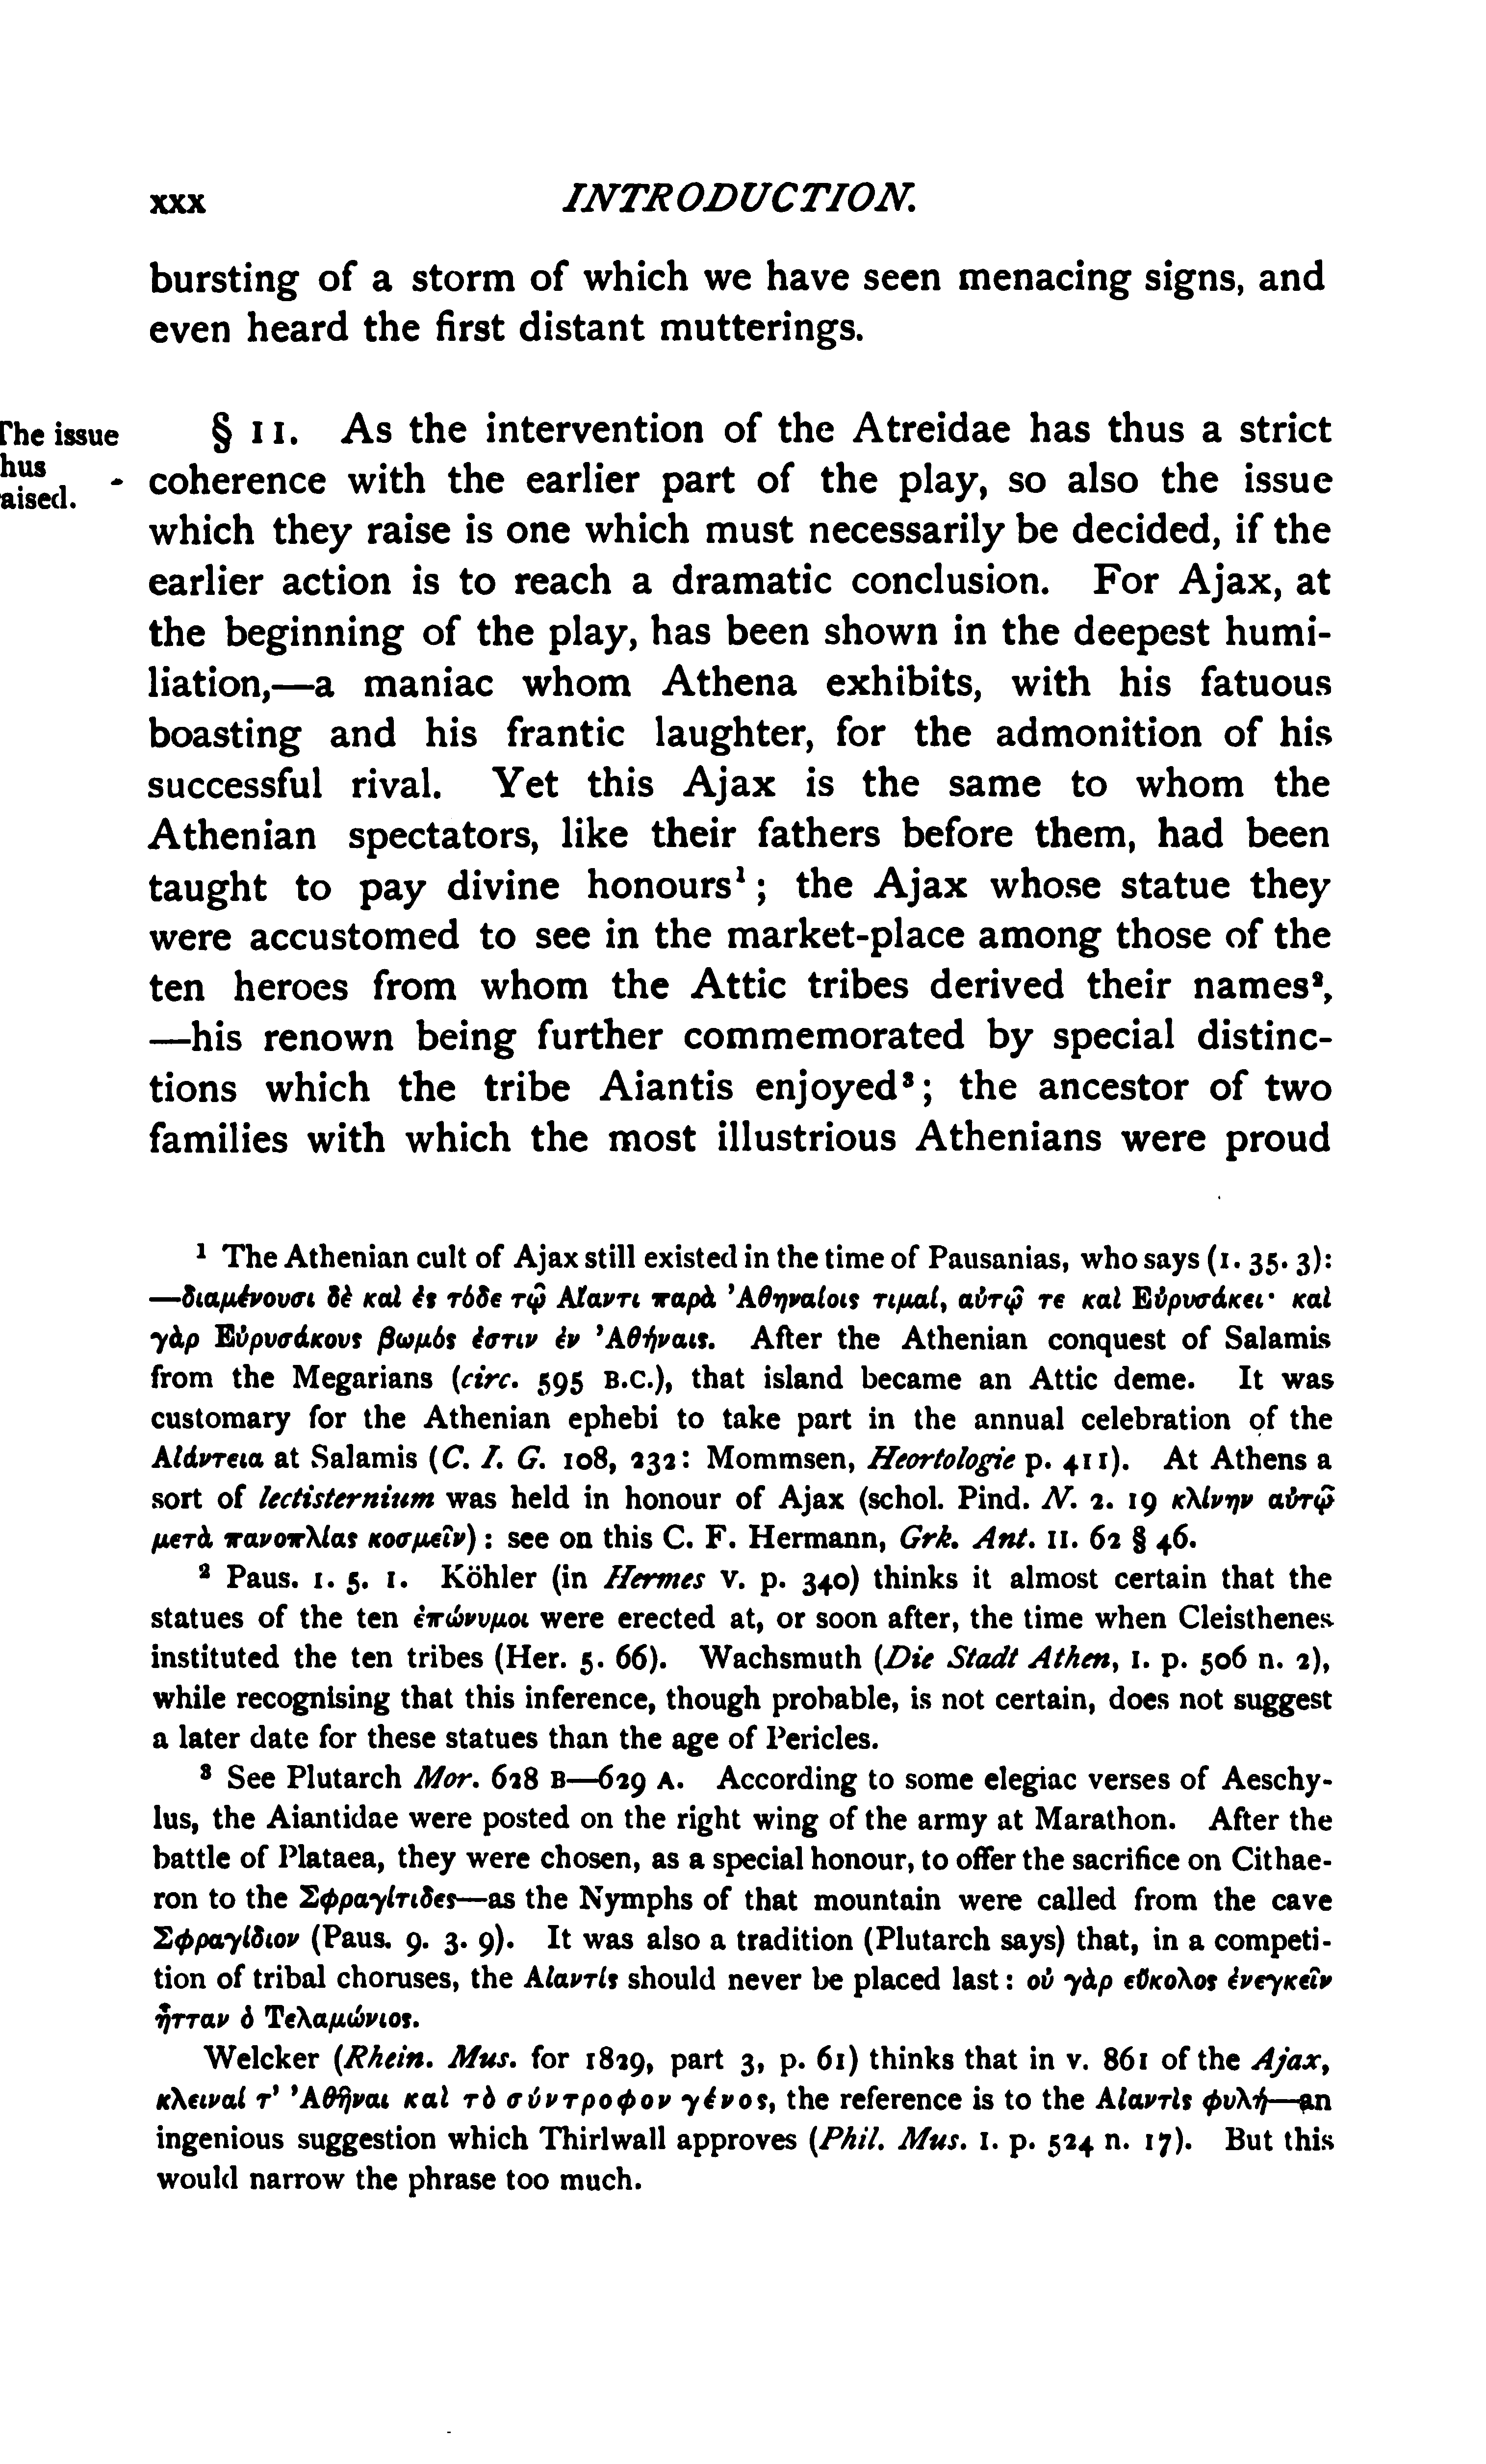 xxx INTRODUCTION.
bursting of a storm of which we have seen menacing signs, and
even heard the first distant mutterings.
The issue
hus
aised.
§ 11. As the intervention of the Atreidae has thus a strict
coherence with the earlier part of the play, so also the issue
which they raise is one which must necessarily be decided, if the
earlier action is to reach a dramatic conclusion. For Ajax, at
the beginning of the play, has been shown in the deepest humi-
liation,—a maniac whom Athena exhibits, with his fatuous
boasting and his frantic laughter, for the admonition of his
successful rival. Yet this Ajax is the same to whom the
Athenian spectators, like their fathers before them, had been
taught to pay divine honours¹; the Ajax whose statue they
were accustomed to see in the market-place among those of the
ten heroes from whom the Attic tribes derived their names²,
—his renown being further commemorated by special distinc-
tions which the tribe Aiantis enjoyed³; the ancestor of two
families with which the most illustrious Athenians were proud
¹ The Athenian cult of Ajax still existed in the time of Pausanias, who says (1. 35. 3):
—διαμένουσι δὲ καὶ ἐς τόδε τῷ Αἴαντι παρὰ Ἀθηναίοις τιμαί, αὐτῷ τε καὶ Εὐρυσάκει· καὶ
γὰρ Εὐρυσάκους βωμός ἐστιν ἐν Ἀθήναις. After the Athenian conquest of Salamis
from the Megarians (circ. 595 B.C.), that island became an Attic deme. It was
customary for the Athenian ephebi to take part in the annual celebration of the
Αἰάντεια at Salamis (C. I. G. 108, 232: Mommsen, Heortologie p. 411). At Athens a
sort of lectisternium was held in honour of Ajax (schol. Pind. N. 2. 19 κλίνην αὐτῷ
μετὰ πανοπλίας κοσμεῖν): see on this C. F. Hermann, Grk. Ant. II. 62 § 46.
² Paus. 1. 5. 1. Köhler (in Hermes v. p. 340) thinks it almost certain that the
statues of the ten ἐπώνυμοι were erected at, or soon after, the time when Cleisthenes
instituted the ten tribes (Her. 5. 66). Wachsmuth (Die Stadt Athen, I. p. 506 n. 2),
while recognising that this inference, though probable, is not certain, does not suggest
a later date for these statues than the age of Pericles.
³ See Plutarch Mor. 628 B—629 A. According to some elegiac verses of Aeschy-
lus, the Aiantidae were posted on the right wing of the army at Marathon. After the
battle of Plataea, they were chosen, as a special honour, to offer the sacrifice on Cithae-
ron to the Σφραγίτιδες—as the Nymphs of that mountain were called from the cave
Σφραγίδιον (Paus. 9. 3. 9). It was also a tradition (Plutarch says) that, in a competi-
tion of tribal choruses, the Αἰαντίς should never be placed last: οὐ γὰρ εὔκολος ἐνεγκεῖν
ἧτταν ὁ Τελαμώνιος.
Welcker (Rhein. Mus. for 1829, part 3, p. 61) thinks that in v. 861 of the Ajax,
κλειναί τ' Ἀθῆναι καὶ τὸ σύντροφον γένος, the reference is to the Αἰαντὶς φυλή—an
ingenious suggestion which Thirlwall approves (Phil. Mus. I. p. 524 n. 17). But this
would narrow the phrase too much.